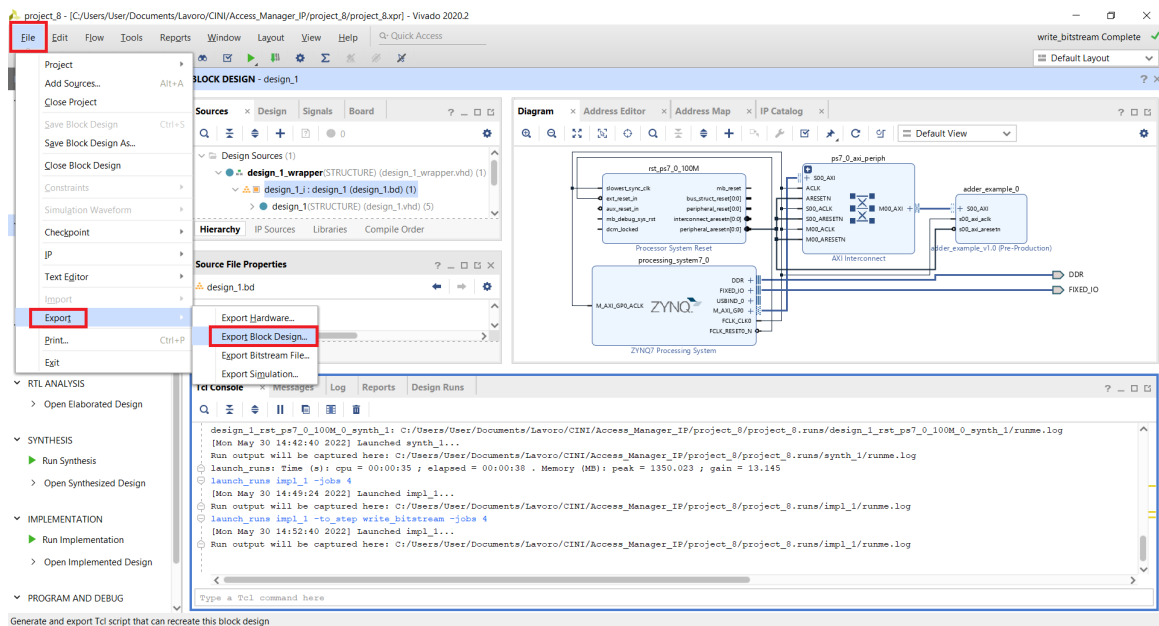 project_8 - [C:/Users/User/Documents/Lavoro/CINI/Access_Manager_IP/project_8/project_8.xpr] - Vivado 2020.2
File Edit Flow Tools Reports Window Layout View Help Quick Access
write_bitstream Complete
Default Layout
Project
Add Sources... Alt+A
Close Project
Save Block Design Ctrl+S
Save Block Design As...
Close Block Design
Constraints
Simulation Waveform
Checkpoint
IP
Text Editor
Import
Export
Print... Ctrl+P
Exit
Export Hardware...
Export Block Design...
Export Bitstream File...
Export Simulation...
BLOCK DESIGN - design_1
Sources Design Signals Board
0
Design Sources (1)
design_1_wrapper(STRUCTURE) (design_1_wrapper.vhd) (1)
design_1_i : design_1 (design_1.bd) (1)
design_1(STRUCTURE) (design_1.vhd) (5)
Hierarchy IP Sources Libraries Compile Order
Source File Properties
design_1.bd
Diagram Address Editor Address Map IP Catalog
Default View
rst_ps7_0_100M
slowest_sync_clk
ext_reset_in
aux_reset_in
mb_debug_sys_rst
dcm_locked
mb_reset
bus_struct_reset[0:0]
peripheral_reset[0:0]
interconnect_aresetn[0:0]
peripheral_aresetn[0:0]
Processor System Reset
ps7_0_axi_periph
S00_AXI
ACLK
ARESETN
S00_ACLK
S00_ARESETN
M00_ACLK
M00_ARESETN
M00_AXI
AXI Interconnect
adder_example_0
S00_AXI
s00_axi_aclk
s00_axi_aresetn
adder_example_v1.0 (Pre-Production)
processing_system7_0
M_AXI_GP0_ACLK
ZYNQ
DDR
FIXED_IO
USBIND_0
M_AXI_GP0
FCLK_CLK0
FCLK_RESET0_N
ZYNQ7 Processing System
DDR
FIXED_IO
RTL ANALYSIS
Open Elaborated Design
SYNTHESIS
Run Synthesis
Open Synthesized Design
IMPLEMENTATION
Run Implementation
Open Implemented Design
PROGRAM AND DEBUG
Tcl Console Messages Log Reports Design Runs
design_1_rst_ps7_0_100M_0_synth_1: C:/Users/User/Documents/Lavoro/CINI/Access_Manager_IP/project_8/project_8.runs/design_1_rst_ps7_0_100M_0_synth_1/runme.log
[Mon May 30 14:42:40 2022] Launched synth_1...
Run output will be captured here: C:/Users/User/Documents/Lavoro/CINI/Access_Manager_IP/project_8/project_8.runs/synth_1/runme.log
launch_runs: Time (s): cpu = 00:00:35 ; elapsed = 00:00:38 . Memory (MB): peak = 1350.023 ; gain = 13.145
launch_runs impl_1 -jobs 4
[Mon May 30 14:49:24 2022] Launched impl_1...
Run output will be captured here: C:/Users/User/Documents/Lavoro/CINI/Access_Manager_IP/project_8/project_8.runs/impl_1/runme.log
launch_runs impl_1 -to_step write_bitstream -jobs 4
[Mon May 30 14:52:40 2022] Launched impl_1...
Run output will be captured here: C:/Users/User/Documents/Lavoro/CINI/Access_Manager_IP/project_8/project_8.runs/impl_1/runme.log
Type a Tcl command here
Generate and export Tcl script that can recreate this block design